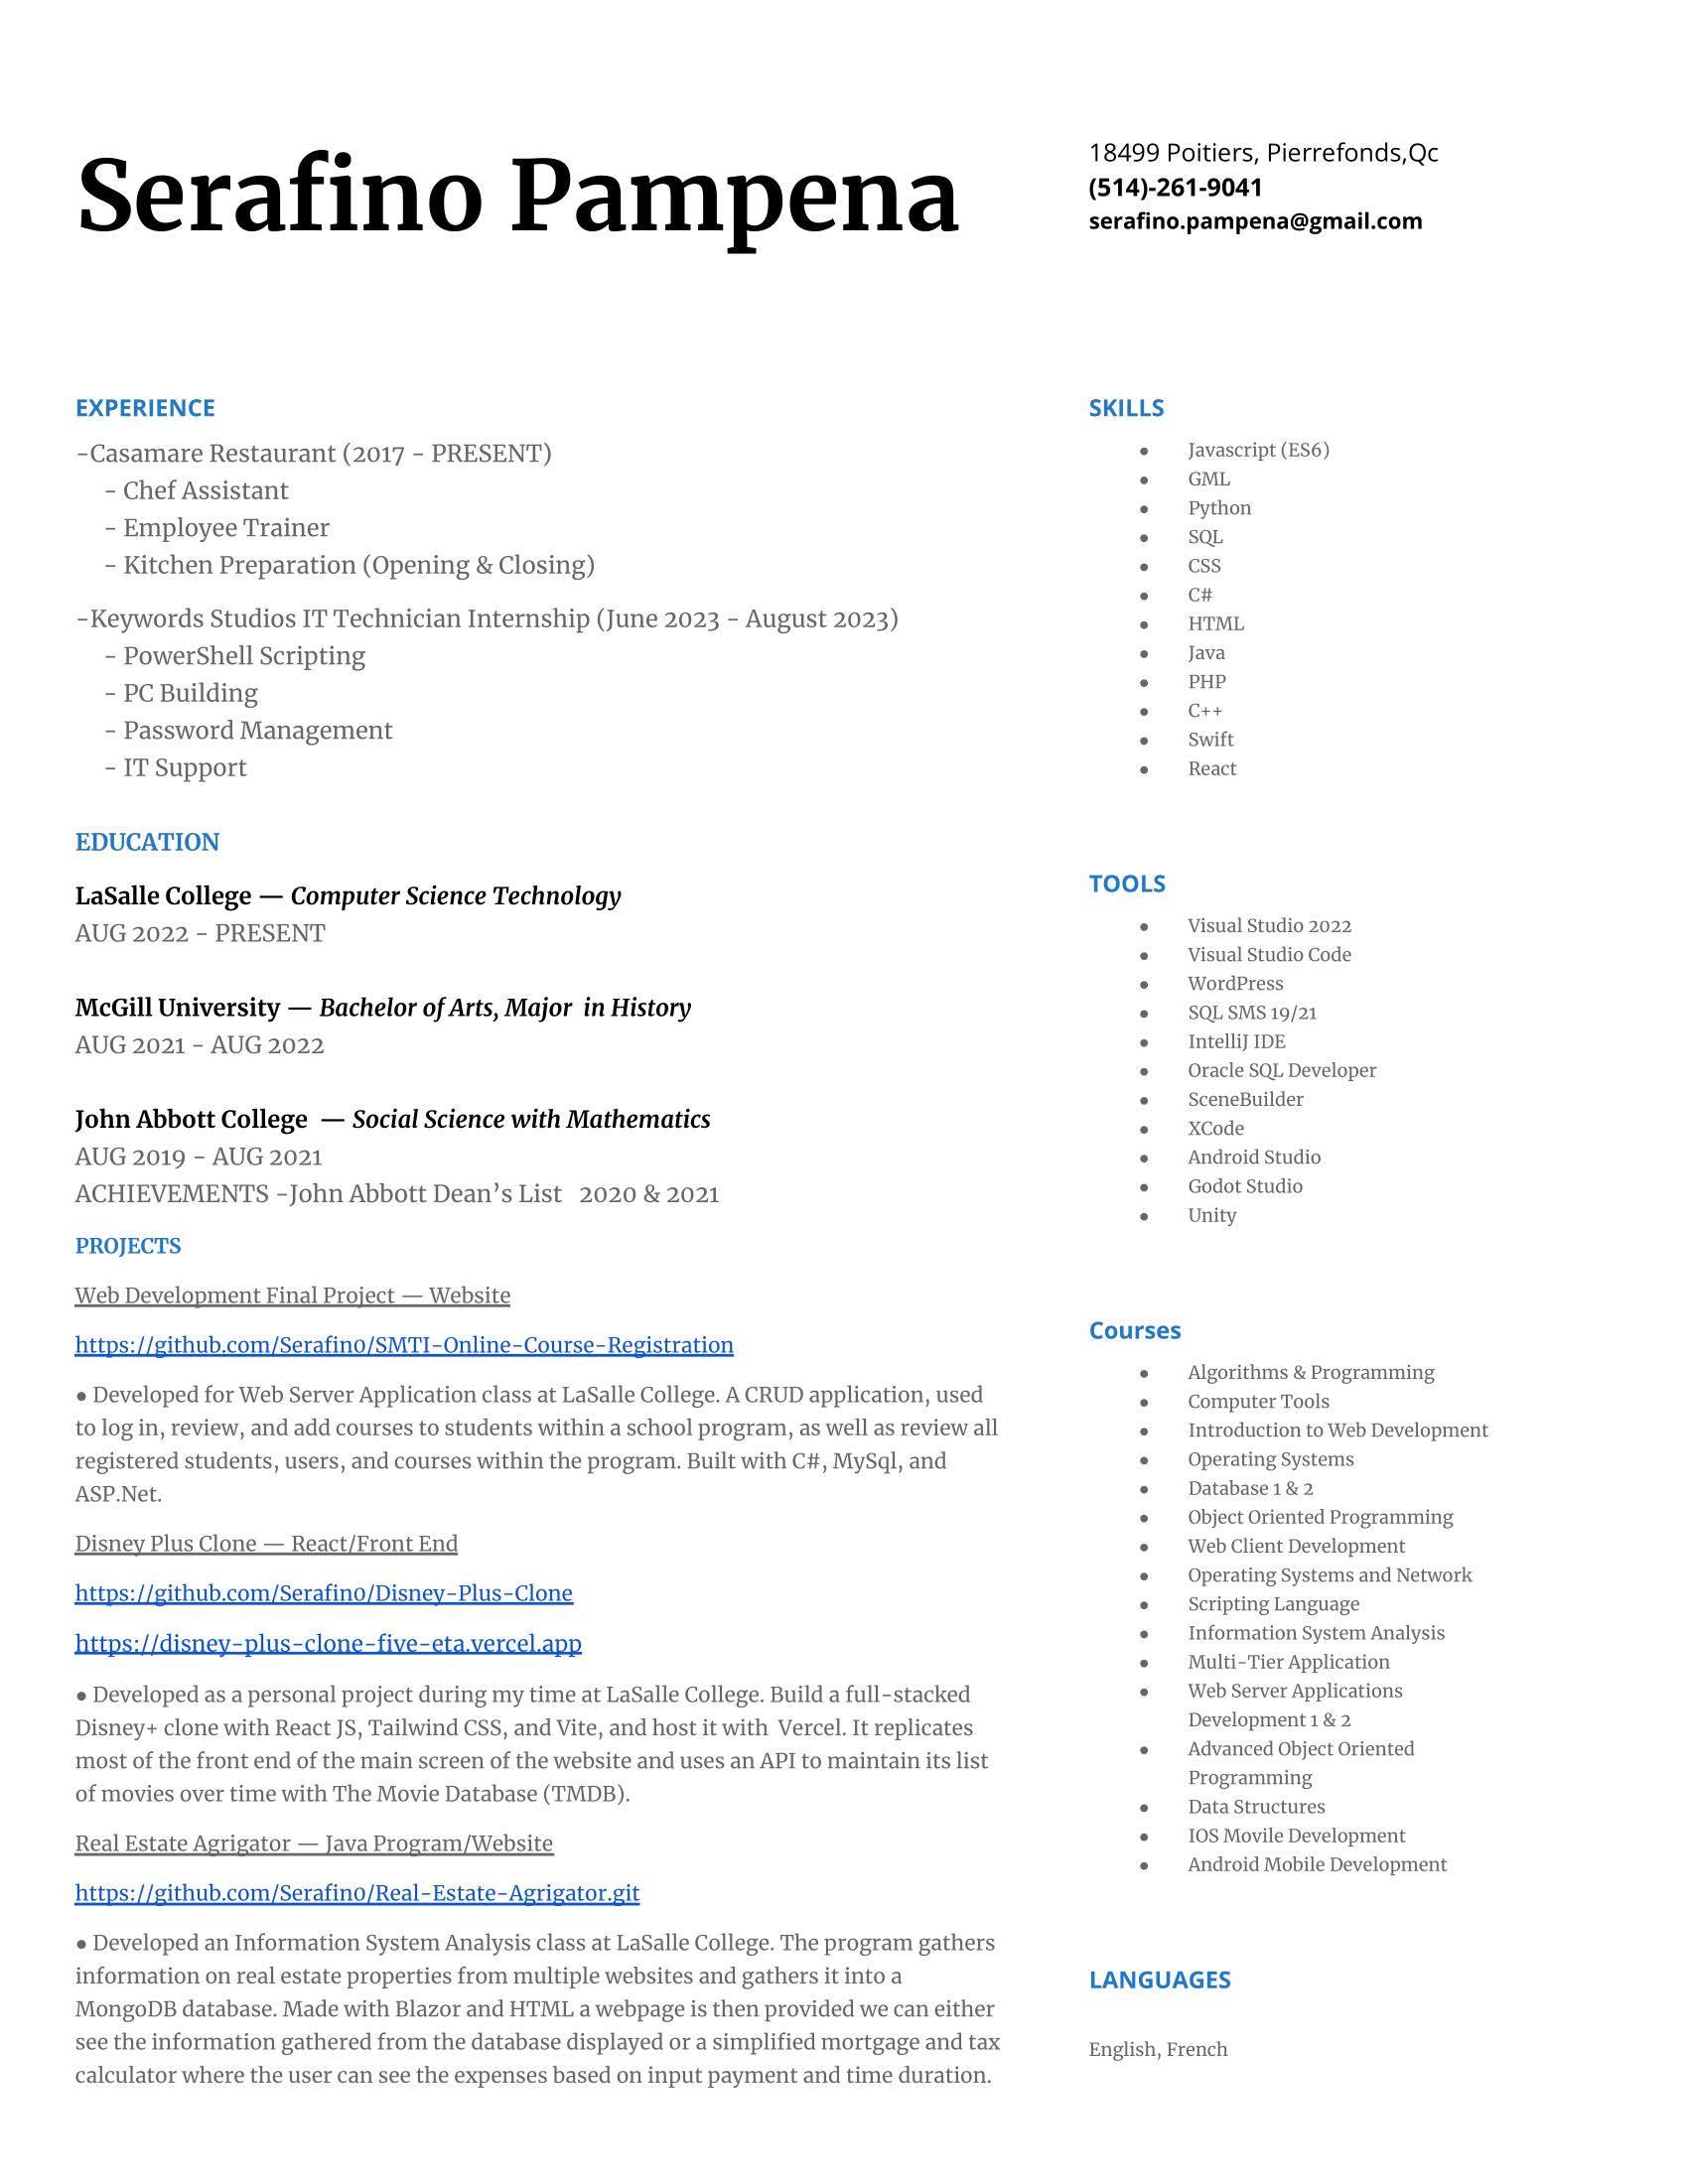 Serafino Pampena
18499 Poitiers, Pierrefonds,Qc
(514)-261-9041
serafino.pampena@gmail.com
EXPERIENCE
-Casamare Restaurant (2017 - PRESENT)
- Chef Assistant
- Employee Trainer
- Kitchen Preparation (Opening & Closing)
-Keywords Studios IT Technician Internship (June 2023 - August 2023)
- PowerShell Scripting
- PC Building
- Password Management
- IT Support
EDUCATION
LaSalle College — Computer Science Technology
AUG 2022 - PRESENT
McGill University — Bachelor of Arts, Major  in History
AUG 2021 - AUG 2022
John Abbott College  — Social Science with Mathematics
AUG 2019 - AUG 2021
ACHIEVEMENTS -John Abbott Dean’s List   2020 & 2021
PROJECTS
Web Development Final Project — Website
https://github.com/Serafin0/SMTI-Online-Course-Registration
● Developed for Web Server Application class at LaSalle College. A CRUD application, used
to log in, review, and add courses to students within a school program, as well as review all
registered students, users, and courses within the program. Built with C#, MySql, and
ASP.Net.
Disney Plus Clone — React/Front End
https://github.com/Serafin0/Disney-Plus-Clone
https://disney-plus-clone-five-eta.vercel.app
● Developed as a personal project during my time at LaSalle College. Build a full-stacked
Disney+ clone with React JS, Tailwind CSS, and Vite, and host it with  Vercel. It replicates
most of the front end of the main screen of the website and uses an API to maintain its list
of movies over time with The Movie Database (TMDB).
Real Estate Agrigator — Java Program/Website
https://github.com/Serafin0/Real-Estate-Agrigator.git
● Developed an Information System Analysis class at LaSalle College. The program gathers
information on real estate properties from multiple websites and gathers it into a
MongoDB database. Made with Blazor and HTML a webpage is then provided we can either
see the information gathered from the database displayed or a simplified mortgage and tax
calculator where the user can see the expenses based on input payment and time duration.
SKILLS
● Javascript (ES6)
● GML
● Python
● SQL
● CSS
● C#
● HTML
● Java
● PHP
● C++
● Swift
● React
TOOLS
● Visual Studio 2022
● Visual Studio Code
● WordPress
● SQL SMS 19/21
● IntelliJ IDE
● Oracle SQL Developer
● SceneBuilder
● XCode
● Android Studio
● Godot Studio
● Unity
Courses
● Algorithms & Programming
● Computer Tools
● Introduction to Web Development
● Operating Systems
● Database 1 & 2
● Object Oriented Programming
● Web Client Development
● Operating Systems and Network
● Scripting Language
● Information System Analysis
● Multi-Tier Application
● Web Server Applications
Development 1 & 2
● Advanced Object Oriented
Programming
● Data Structures
● IOS Movile Development
● Android Mobile Development
LANGUAGES
English, French